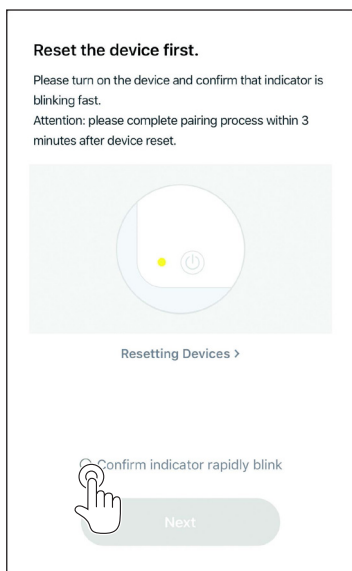 Reset the device first.
Please turn on the device and confirm that indicator is
blinking fast.
Attention: please complete pairing process within 3
minutes after device reset.
Resetting Devices >
Confirm indicator rapidly blink
Next